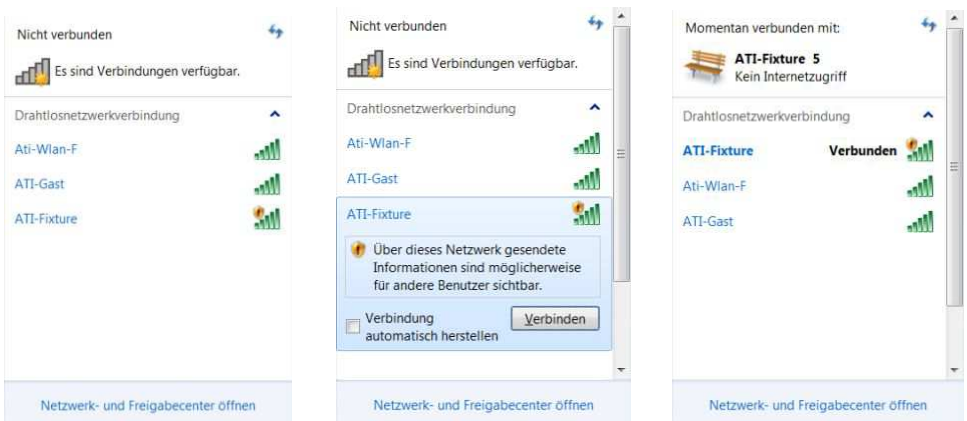 Nicht verbunden
Es sind Verbindungen verfügbar.
Drahtlosnetzwerkverbindung
Ati-Wlan-F
ATI-Gast
ATI-Fixture
Netzwerk- und Freigabecenter öffnen
Nicht verbunden
Es sind Verbindungen verfügbar.
Drahtlosnetzwerkverbindung
Ati-Wlan-F
ATI-Gast
ATI-Fixture
Über dieses Netzwerk gesendete
Informationen sind möglicherweise
für andere Benutzer sichtbar.
Verbindung
automatisch herstellen
Verbinden
Netzwerk- und Freigabecenter öffnen
Momentan verbunden mit:
ATI-Fixture 5
Kein Internetzugriff
Drahtlosnetzwerkverbindung
ATI-Fixture Verbunden
Ati-Wlan-F
ATI-Gast
Netzwerk- und Freigabecenter öffnen